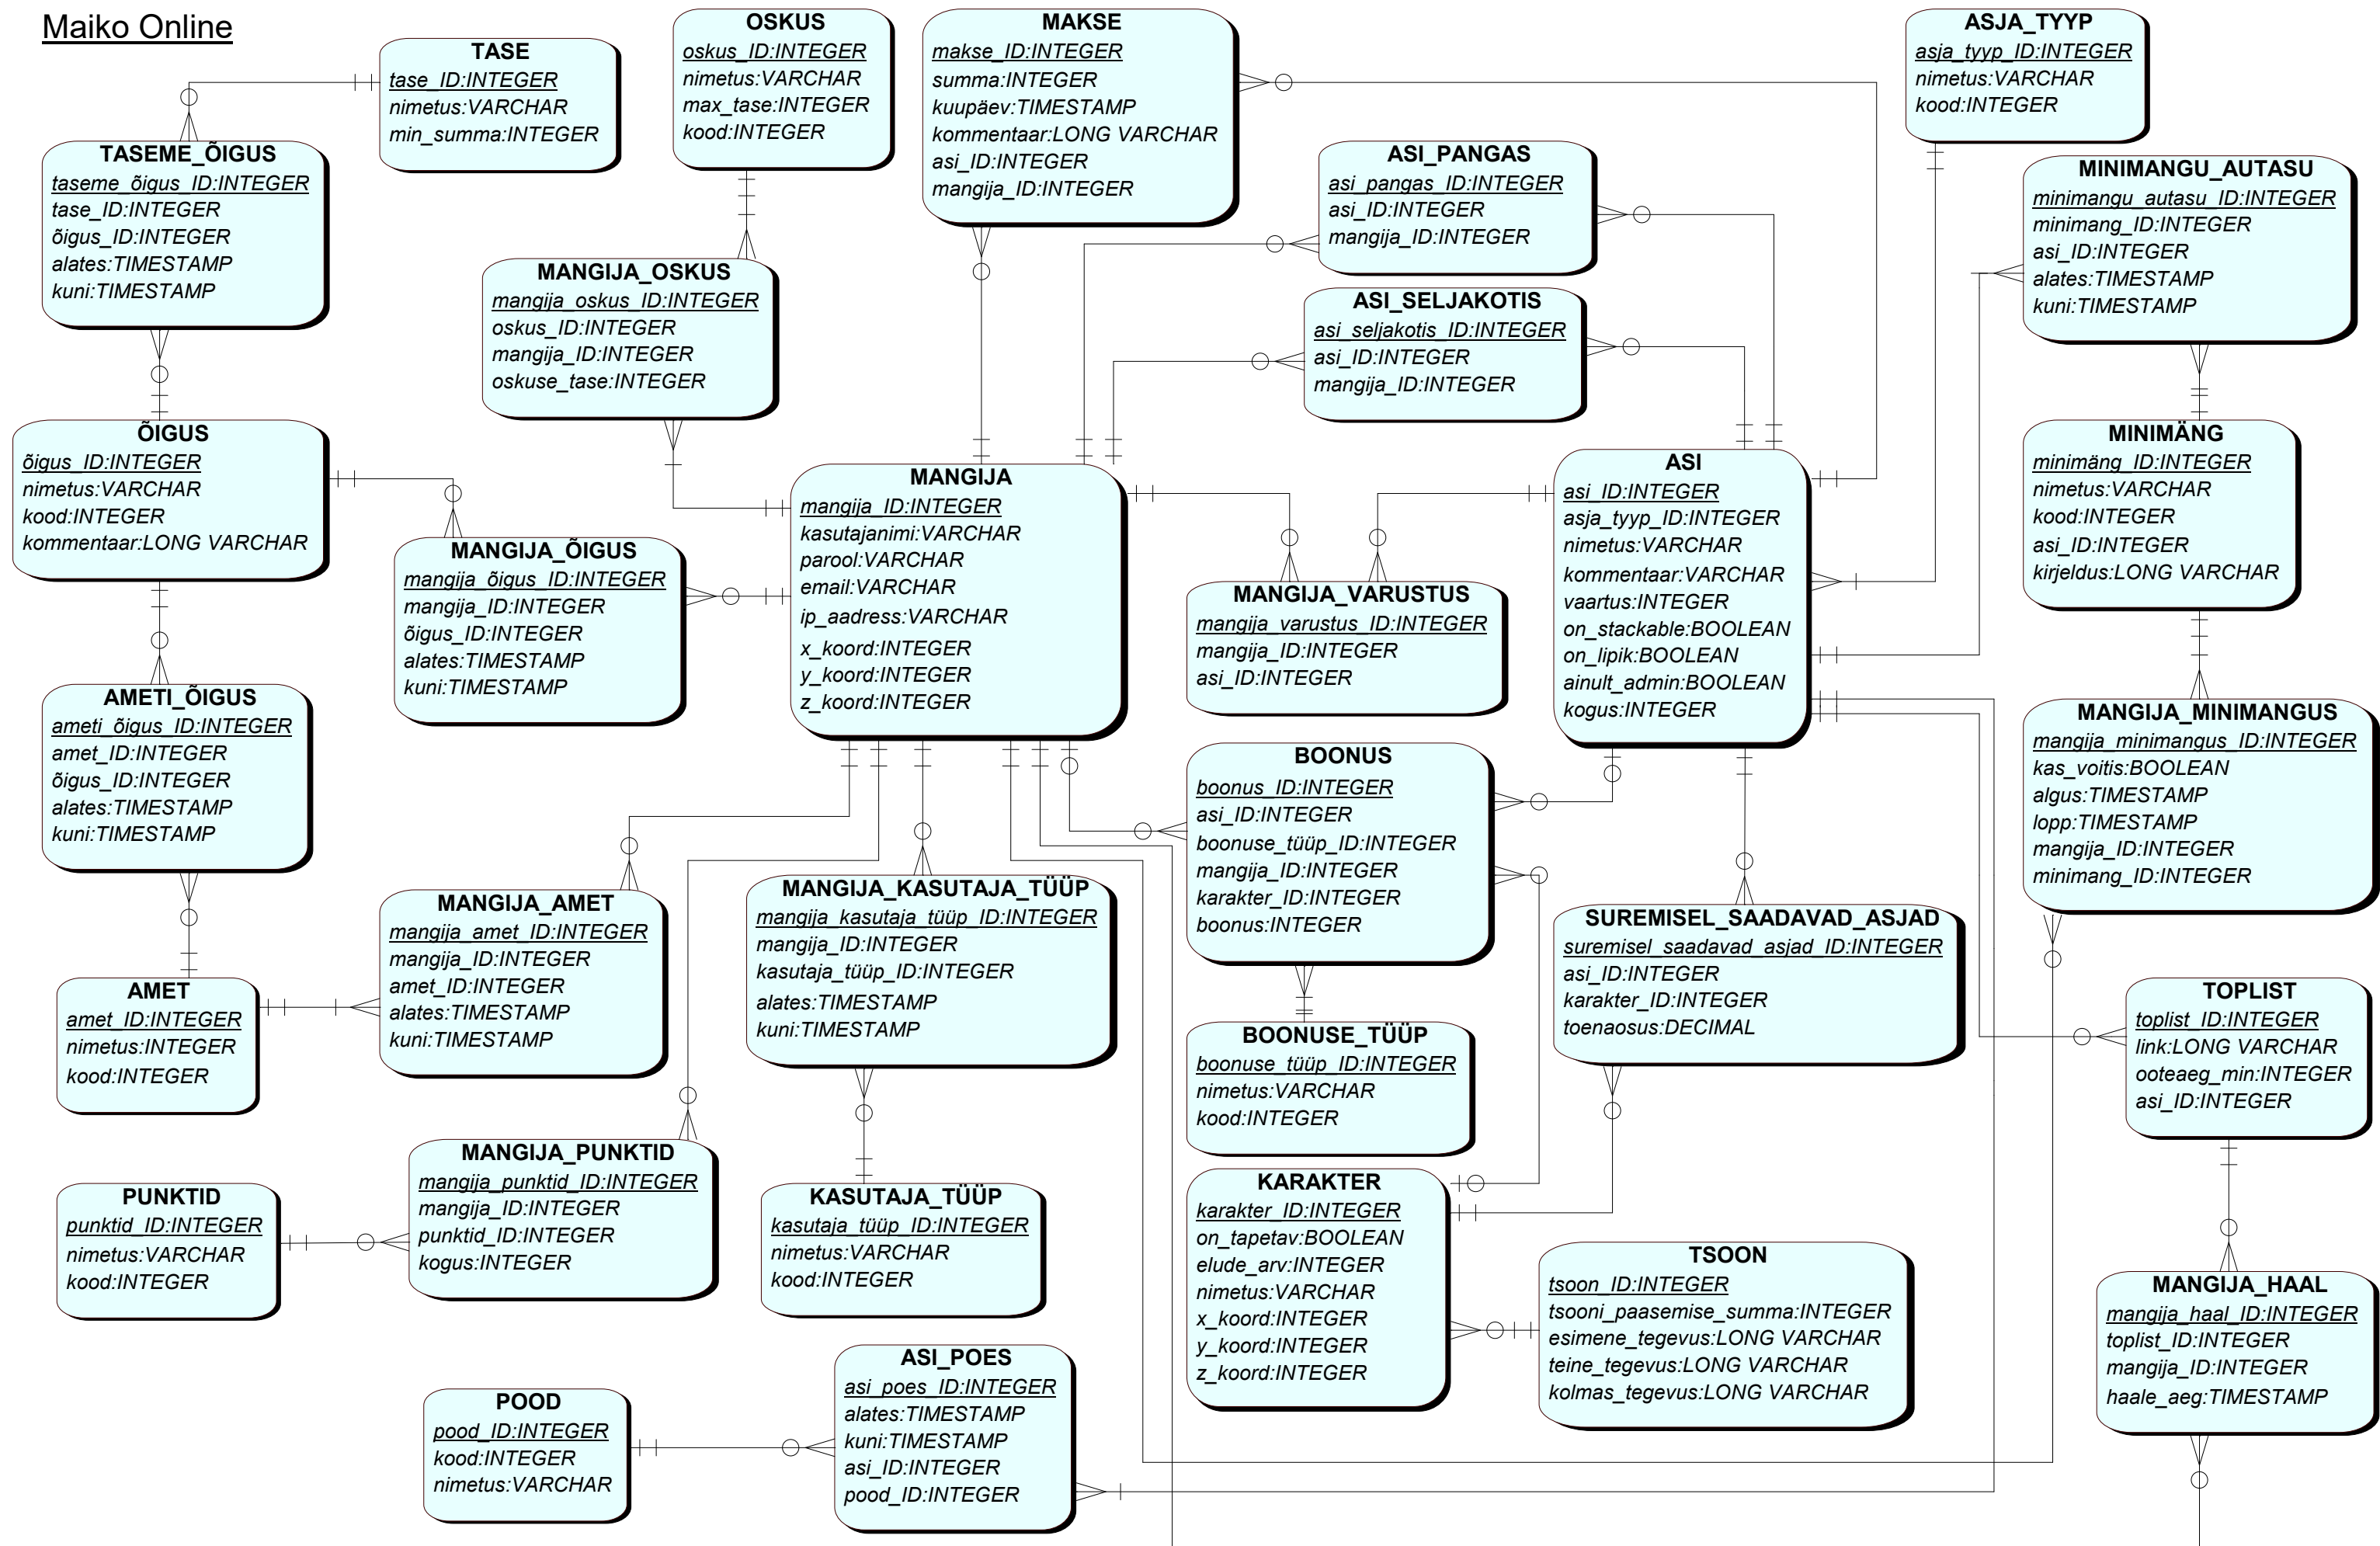 Maiko Online
TASE
tase_ID:INTEGER
nimetus:VARCHAR
min_summa:INTEGER
OSKUS
oskus_ID:INTEGER
nimetus:VARCHAR
max_tase:INTEGER
kood:INTEGER
MAKSE
makse_ID:INTEGER
summa:INTEGER
kuupäev:TIMESTAMP
kommentaar:LONG VARCHAR
asi_ID:INTEGER
mangija_ID:INTEGER
ASJA_TYYP
asja_tyyp_ID:INTEGER
nimetus:VARCHAR
kood:INTEGER
TASEME_ÕIGUS
taseme_õigus_ID:INTEGER
tase_ID:INTEGER
õigus_ID:INTEGER
alates:TIMESTAMP
kuni:TIMESTAMP
ASI_PANGAS
asi_pangas_ID:INTEGER
asi_ID:INTEGER
mangija_ID:INTEGER
MINIMANGU_AUTASU
minimangu_autasu_ID:INTEGER
minimang_ID:INTEGER
asi_ID:INTEGER
alates:TIMESTAMP
kuni:TIMESTAMP
MANGIJA_OSKUS
mangija_oskus_ID:INTEGER
oskus_ID:INTEGER
mangija_ID:INTEGER
oskuse_tase:INTEGER
ASI_SELJAKOTIS
asi_seljakotis_ID:INTEGER
asi_ID:INTEGER
mangija_ID:INTEGER
ÕIGUS
õigus_ID:INTEGER
nimetus:VARCHAR
kood:INTEGER
kommentaar:LONG VARCHAR
MANGIJA
mangija_ID:INTEGER
kasutajanimi:VARCHAR
parool:VARCHAR
email:VARCHAR
ip_aadress:VARCHAR
x_koord:INTEGER
y_koord:INTEGER
z_koord:INTEGER
ASI
asi_ID:INTEGER
asja_tyyp_ID:INTEGER
nimetus:VARCHAR
kommentaar:VARCHAR
vaartus:INTEGER
on_stackable:BOOLEAN
on_lipik:BOOLEAN
ainult_admin:BOOLEAN
kogus:INTEGER
MINIMÄNG
minimäng_ID:INTEGER
nimetus:VARCHAR
kood:INTEGER
asi_ID:INTEGER
kirjeldus:LONG VARCHAR
MANGIJA_ÕIGUS
mangija_õigus_ID:INTEGER
mangija_ID:INTEGER
õigus_ID:INTEGER
alates:TIMESTAMP
kuni:TIMESTAMP
MANGIJA_VARUSTUS
mangija_varustus_ID:INTEGER
mangija_ID:INTEGER
asi_ID:INTEGER
AMETI_ÕIGUS
ameti_õigus_ID:INTEGER
amet_ID:INTEGER
õigus_ID:INTEGER
alates:TIMESTAMP
kuni:TIMESTAMP
MANGIJA_MINIMANGUS
mangija_minimangus_ID:INTEGER
kas_voitis:BOOLEAN
algus:TIMESTAMP
lopp:TIMESTAMP
mangija_ID:INTEGER
minimang_ID:INTEGER
BOONUS
boonus_ID:INTEGER
asi_ID:INTEGER
boonuse_tüüp_ID:INTEGER
mangija_ID:INTEGER
karakter_ID:INTEGER
boonus:INTEGER
MANGIJA_AMET
mangija_amet_ID:INTEGER
mangija_ID:INTEGER
amet_ID:INTEGER
alates:TIMESTAMP
kuni:TIMESTAMP
MANGIJA_KASUTAJA_TÜÜP
mangija_kasutaja_tüüp_ID:INTEGER
mangija_ID:INTEGER
kasutaja_tüüp_ID:INTEGER
alates:TIMESTAMP
kuni:TIMESTAMP
SUREMISEL_SAADAVAD_ASJAD
suremisel_saadavad_asjad_ID:INTEGER
asi_ID:INTEGER
karakter_ID:INTEGER
toenaosus:DECIMAL
AMET
amet_ID:INTEGER
nimetus:INTEGER
kood:INTEGER
TOPLIST
toplist_ID:INTEGER
link:LONG VARCHAR
ooteaeg_min:INTEGER
asi_ID:INTEGER
BOONUSE_TÜÜP
boonuse_tüüp_ID:INTEGER
nimetus:VARCHAR
kood:INTEGER
MANGIJA_PUNKTID
mangija_punktid_ID:INTEGER
mangija_ID:INTEGER
punktid_ID:INTEGER
kogus:INTEGER
PUNKTID
punktid_ID:INTEGER
nimetus:VARCHAR
kood:INTEGER
KASUTAJA_TÜÜP
kasutaja_tüüp_ID:INTEGER
nimetus:VARCHAR
kood:INTEGER
KARAKTER
karakter_ID:INTEGER
on_tapetav:BOOLEAN
elude_arv:INTEGER
nimetus:VARCHAR
x_koord:INTEGER
y_koord:INTEGER
z_koord:INTEGER
TSOON
tsoon_ID:INTEGER
tsooni_paasemise_summa:INTEGER
esimene_tegevus:LONG VARCHAR
teine_tegevus:LONG VARCHAR
kolmas_tegevus:LONG VARCHAR
MANGIJA_HAAL
mangija_haal_ID:INTEGER
toplist_ID:INTEGER
mangija_ID:INTEGER
haale_aeg:TIMESTAMP
ASI_POES
asi_poes_ID:INTEGER
alates:TIMESTAMP
kuni:TIMESTAMP
asi_ID:INTEGER
pood_ID:INTEGER
POOD
pood_ID:INTEGER
kood:INTEGER
nimetus:VARCHAR